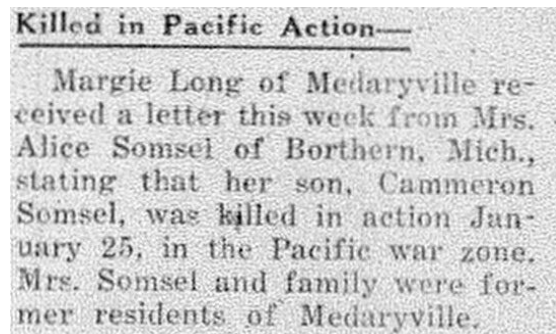 Killed in Pacific Action—
Margie Long of Medaryville re-
ceived a letter this week from Mrs.
Alice Somsel of Borthern, Mich.,
stating that her son, Cammeron
Somsel, was killed in action Jan-
uary 25, in the Pacific war zone.
Mrs. Somsel and family were for-
mer residents of Medaryville.